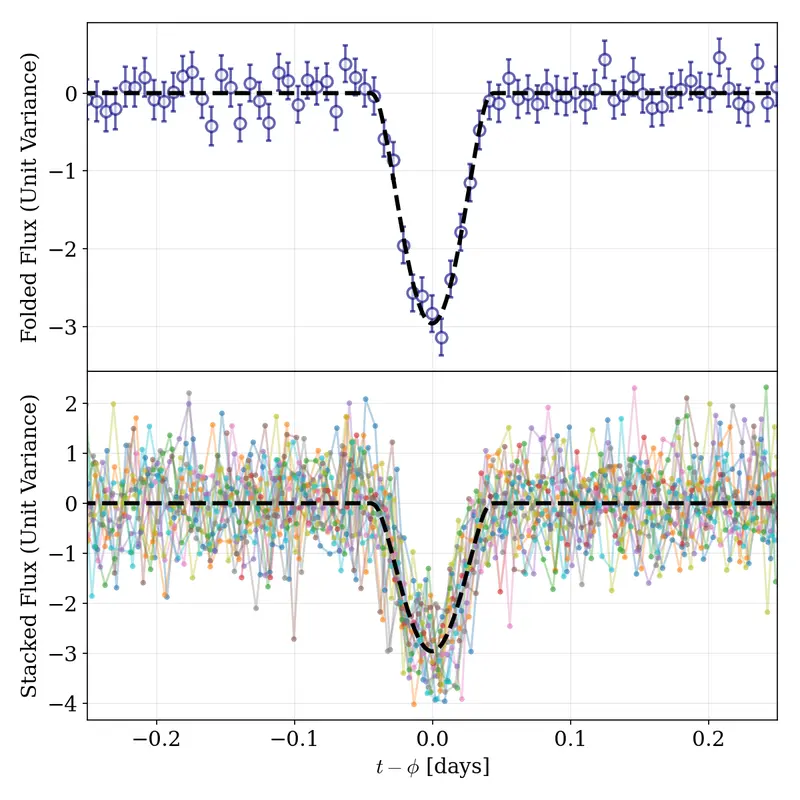 Folded Flux (Unit Variance)
0
−1
−2
−3
Stacked Flux (Unit Variance)
2
1
0
−1
−2
−3
−4
−0.2 −0.1 0.0 0.1 0.2
t − ϕ [days]